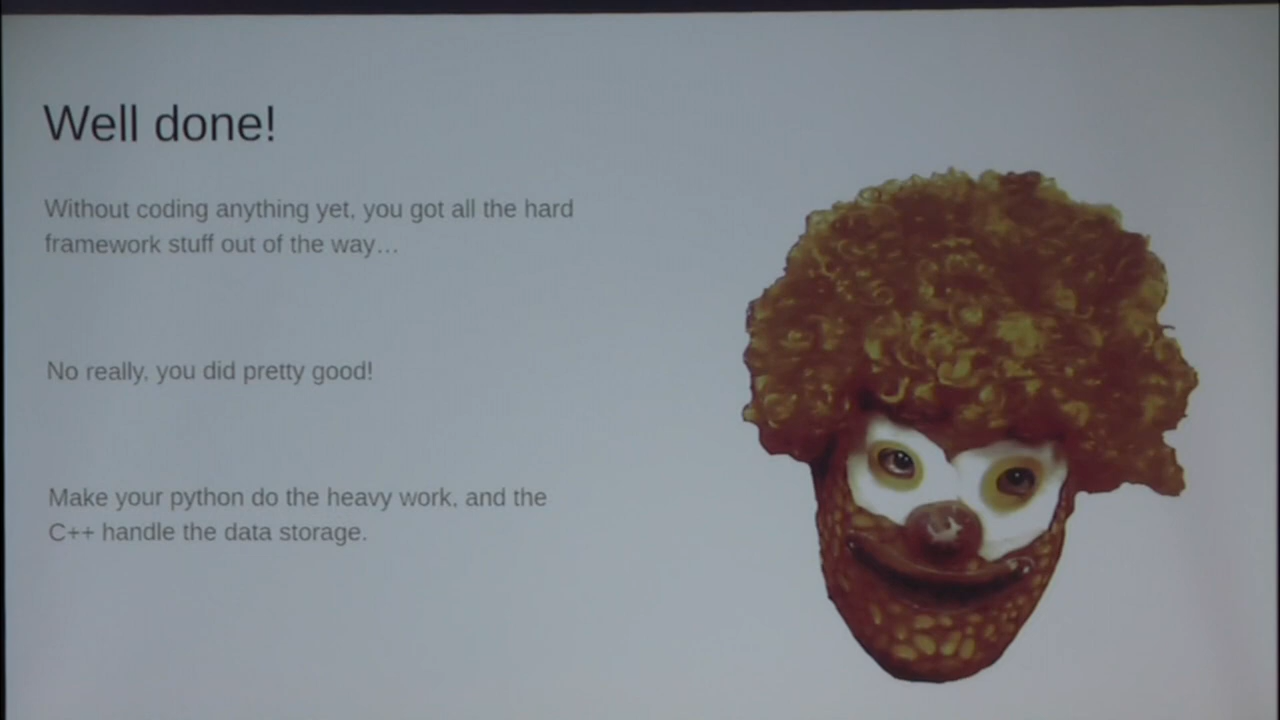 Well done!
Without coding anything yet, you got all the hard
framework stuff out of the way…
No really, you did pretty good!
Make your python do the heavy work, and the
C++ handle the data storage.